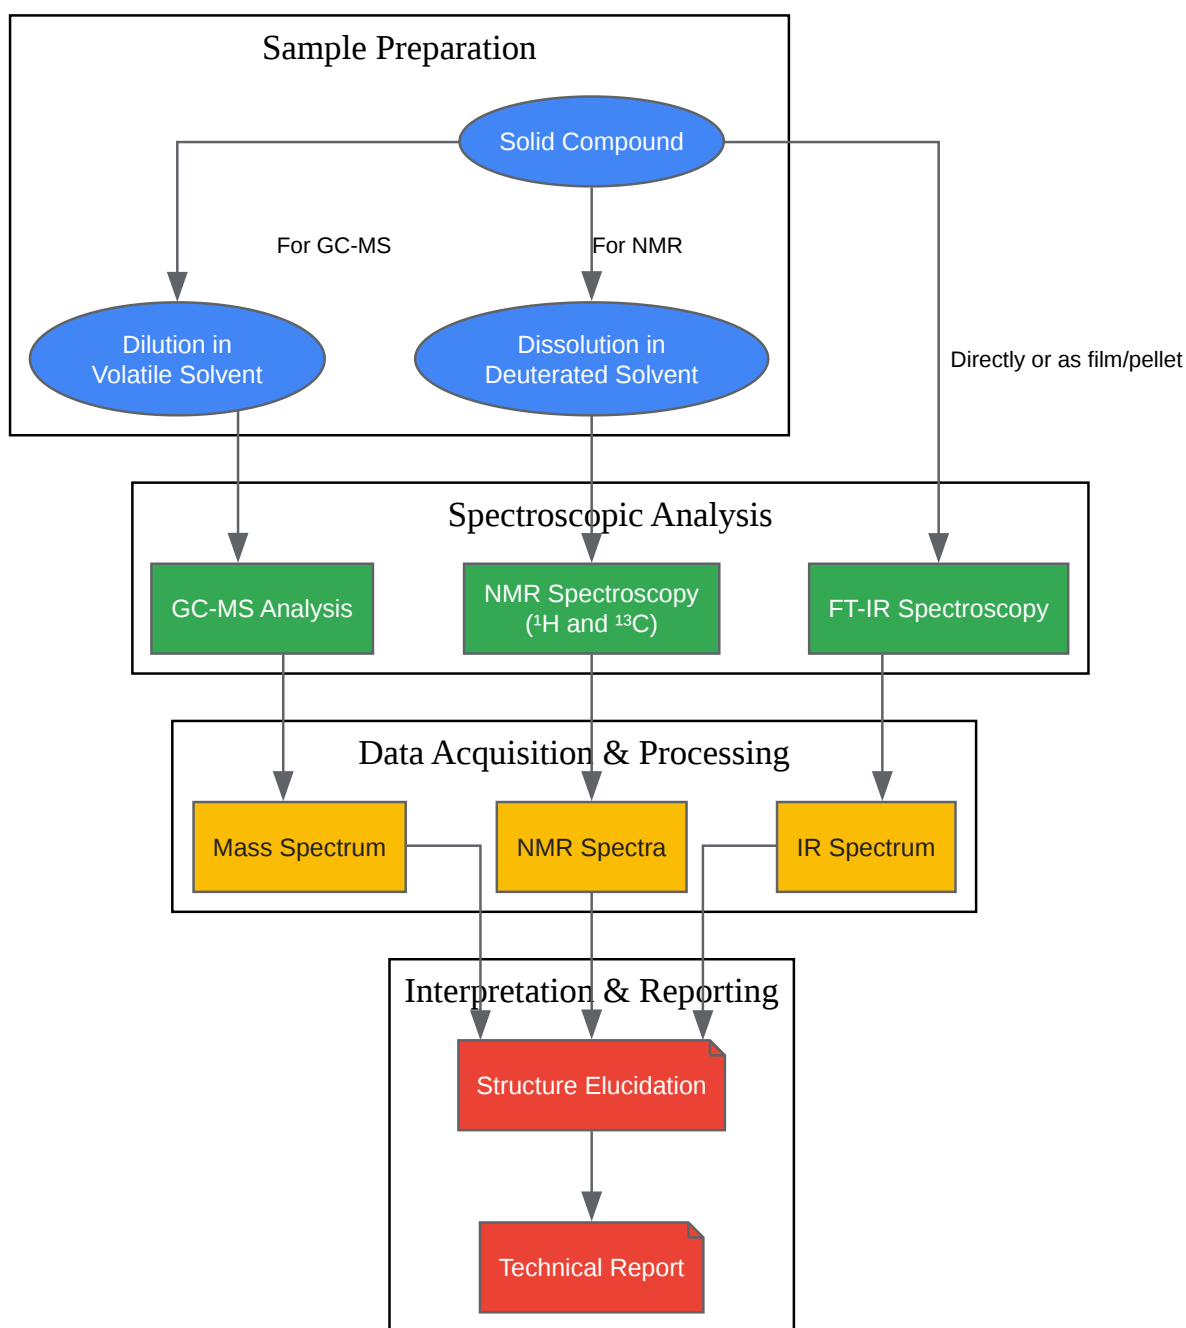 Sample Preparation
Solid Compound
For GC-MS
For NMR
Dilution in
Volatile Solvent
Dissolution in
Deuterated Solvent
Directly or as film/pellet
Spectroscopic Analysis
GC-MS Analysis
NMR Spectroscopy
(¹H and ¹³C)
FT-IR Spectroscopy
Data Acquisition & Processing
Mass Spectrum
NMR Spectra
IR Spectrum
Interpretation & Reporting
Structure Elucidation
Technical Report